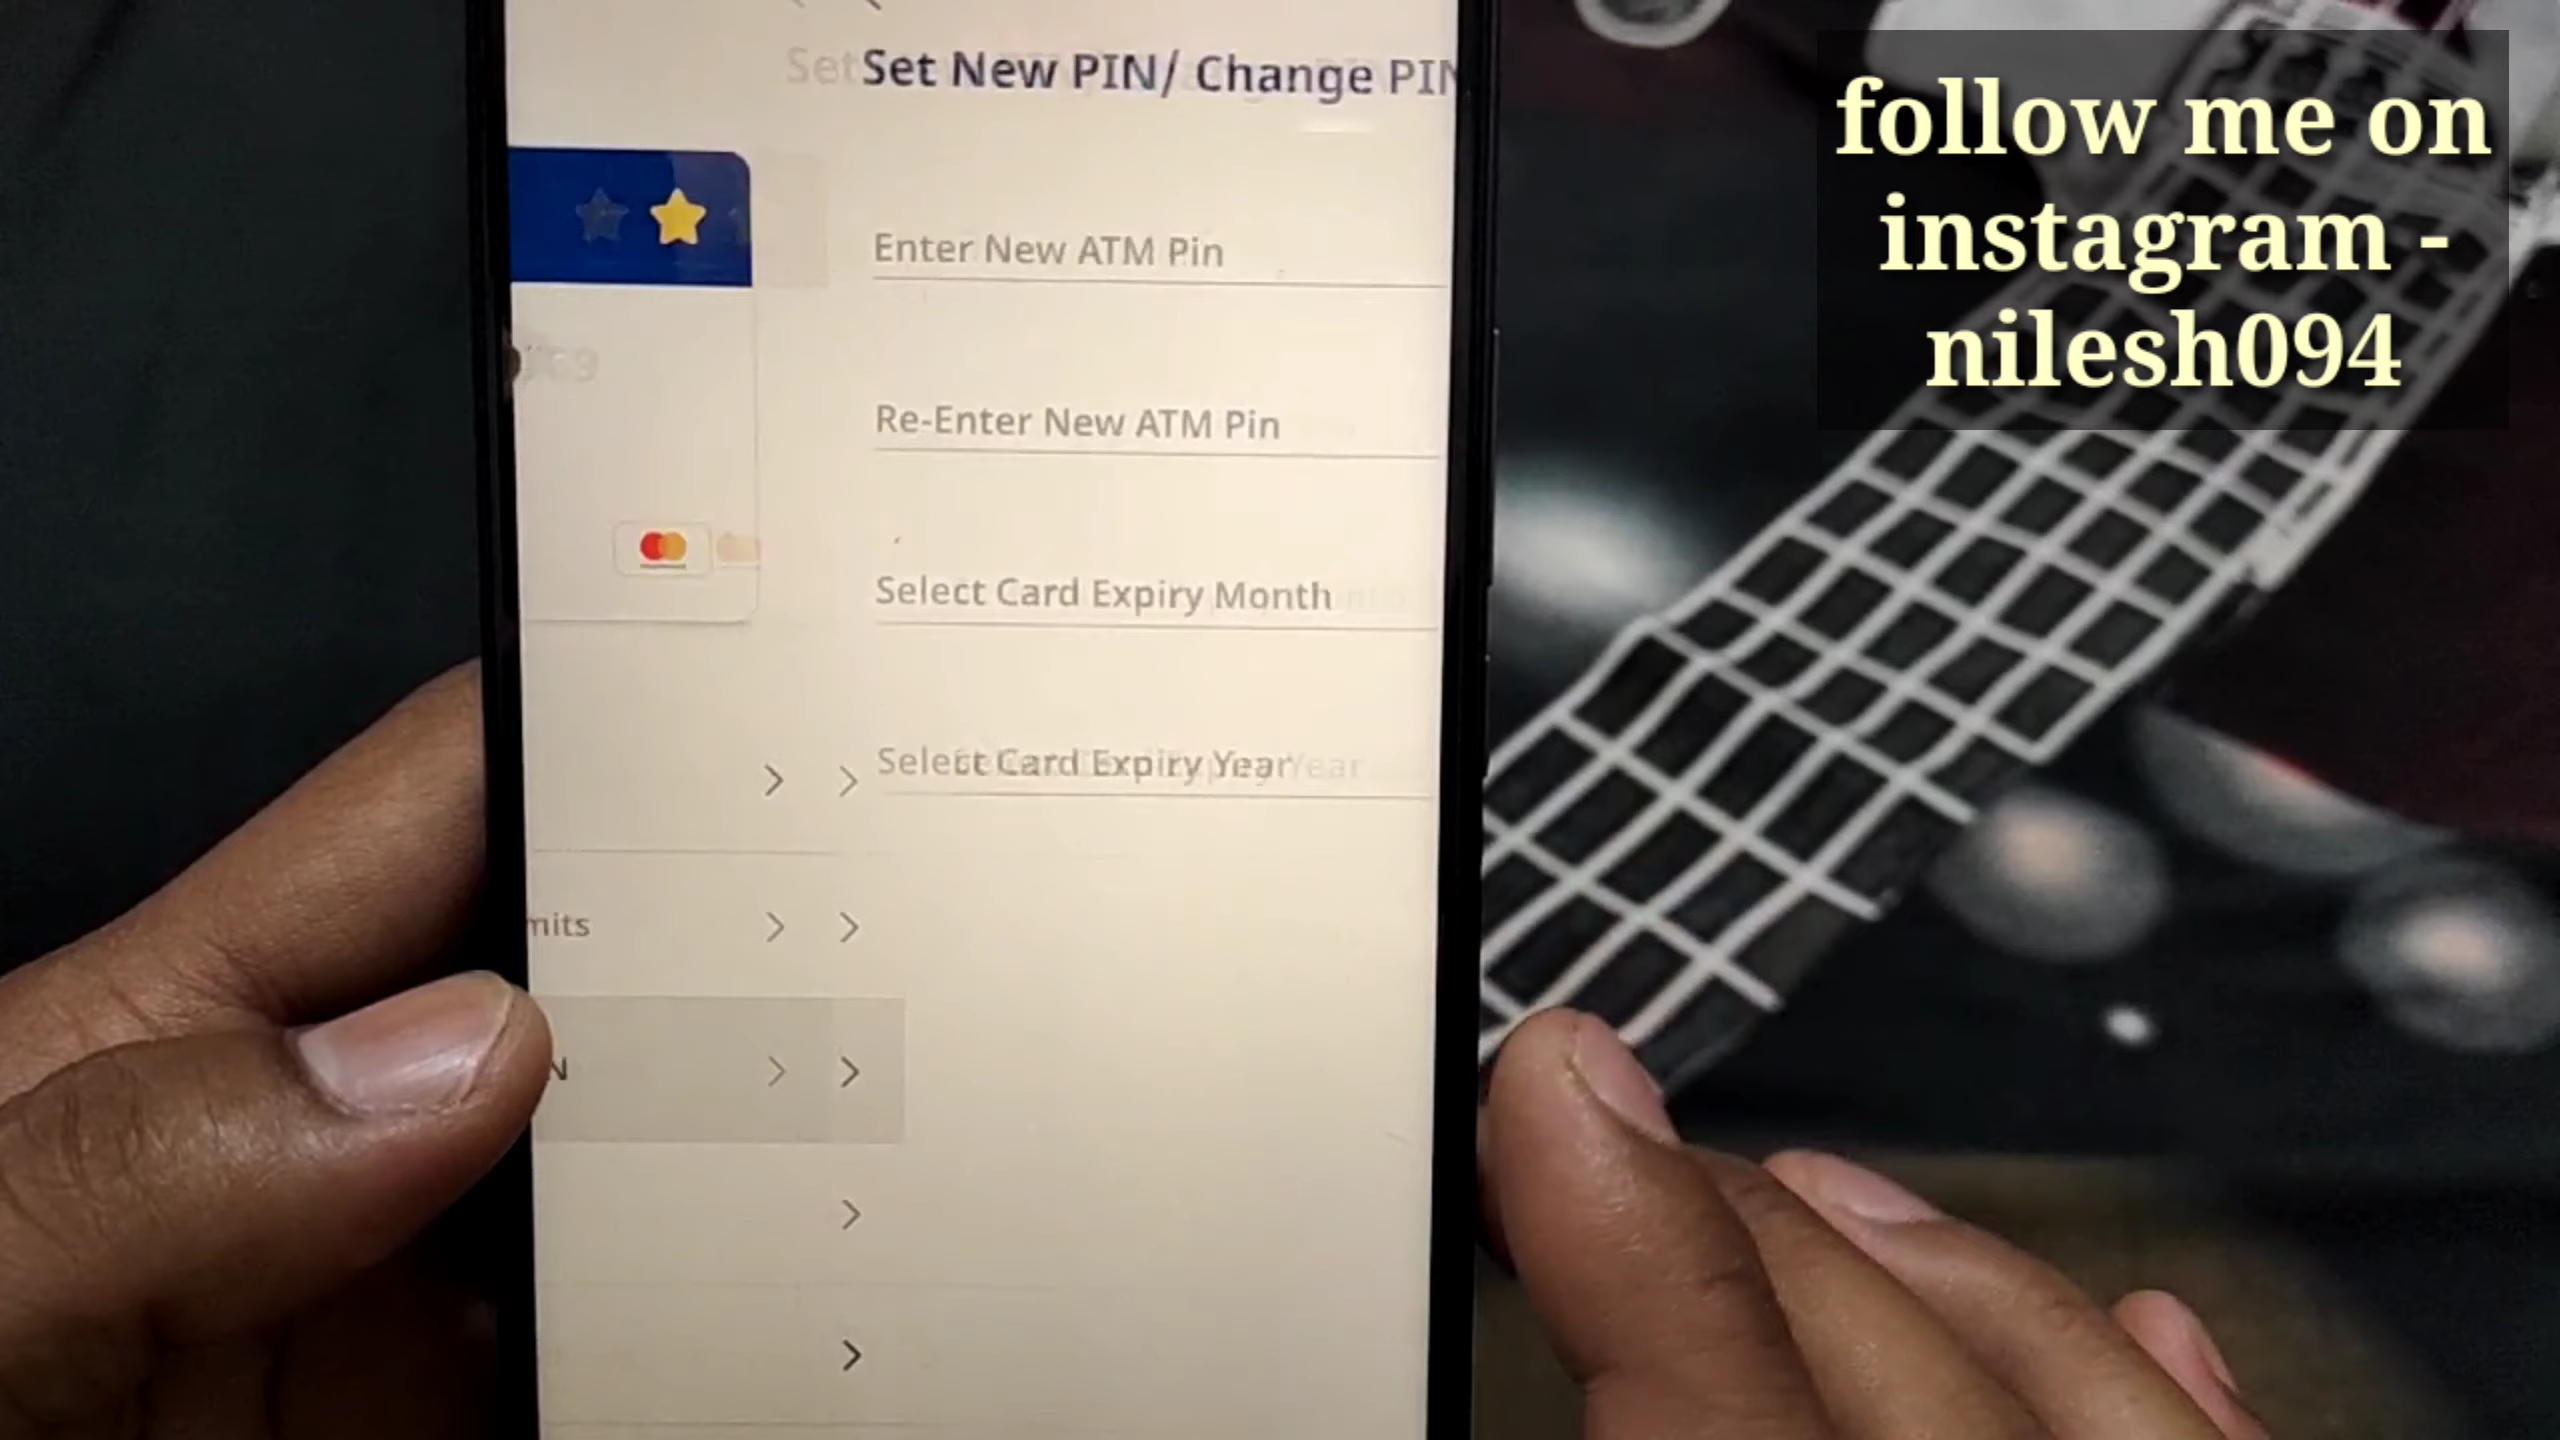 Set New PIN/ Change PIN
Enter New ATM Pin
Re-Enter New ATM Pin
Select Card Expiry Month
Select Card Expiry Year
mits
N
follow me on
instagram -
nilesh094